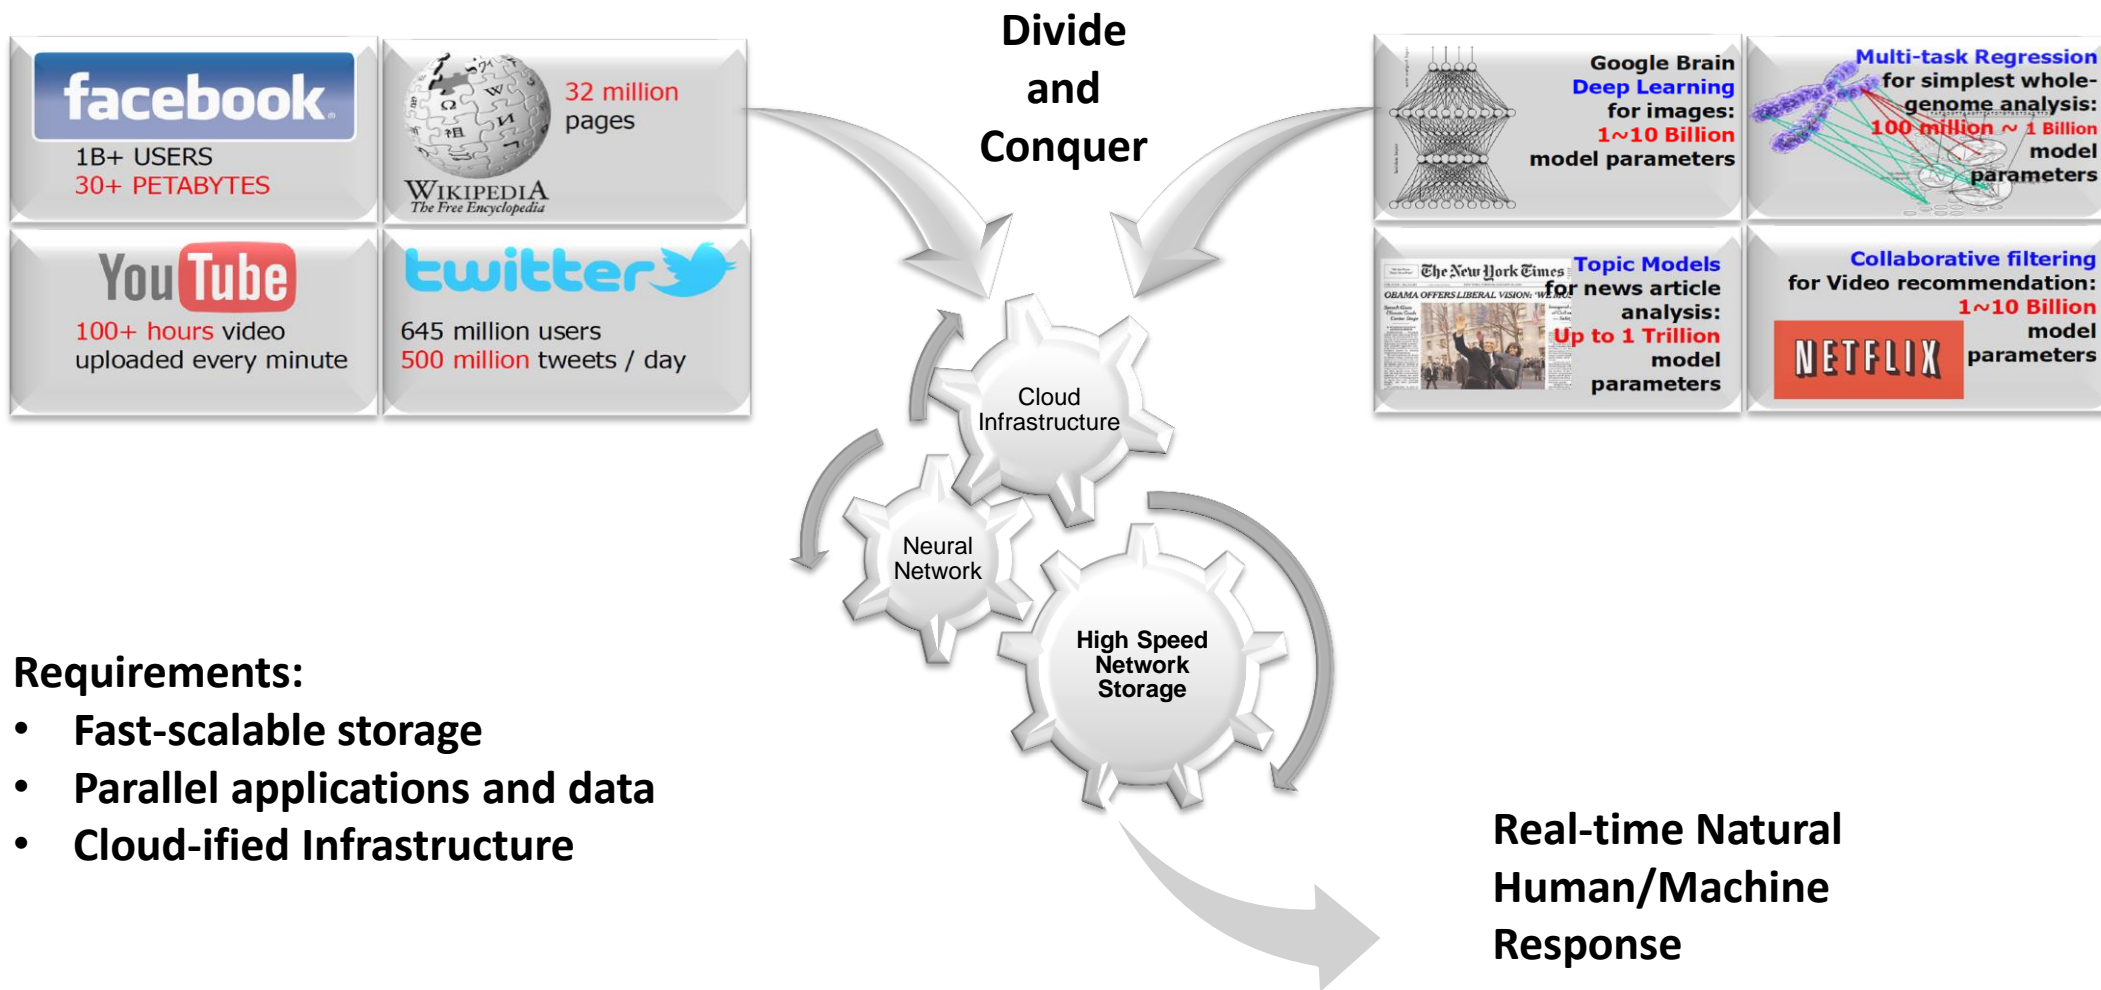 Divide
and
Conquer
facebook
1B+ USERS
30+ PETABYTES
32 million
pages
WIKIPEDIA
The Free Encyclopedia
YouTube
100+ hours video
uploaded every minute
twitter
645 million users
500 million tweets / day
Google Brain
Deep Learning
for images:
1~10 Billion
model parameters
Multi-task Regression
for simplest whole-
genome analysis:
100 million ~ 1 Billion
model
parameters
The New York Times
OBAMA OFFERS LIBERAL VISION: 'WE
Topic Models
for news article
analysis:
Up to 1 Trillion
model
parameters
Collaborative filtering
for Video recommendation:
1~10 Billion
model
parameters
NETFLIX
Cloud
Infrastructure
Neural
Network
High Speed
Network
Storage
Requirements:
• Fast-scalable storage
• Parallel applications and data
• Cloud-ified Infrastructure
Real-time Natural
Human/Machine
Response